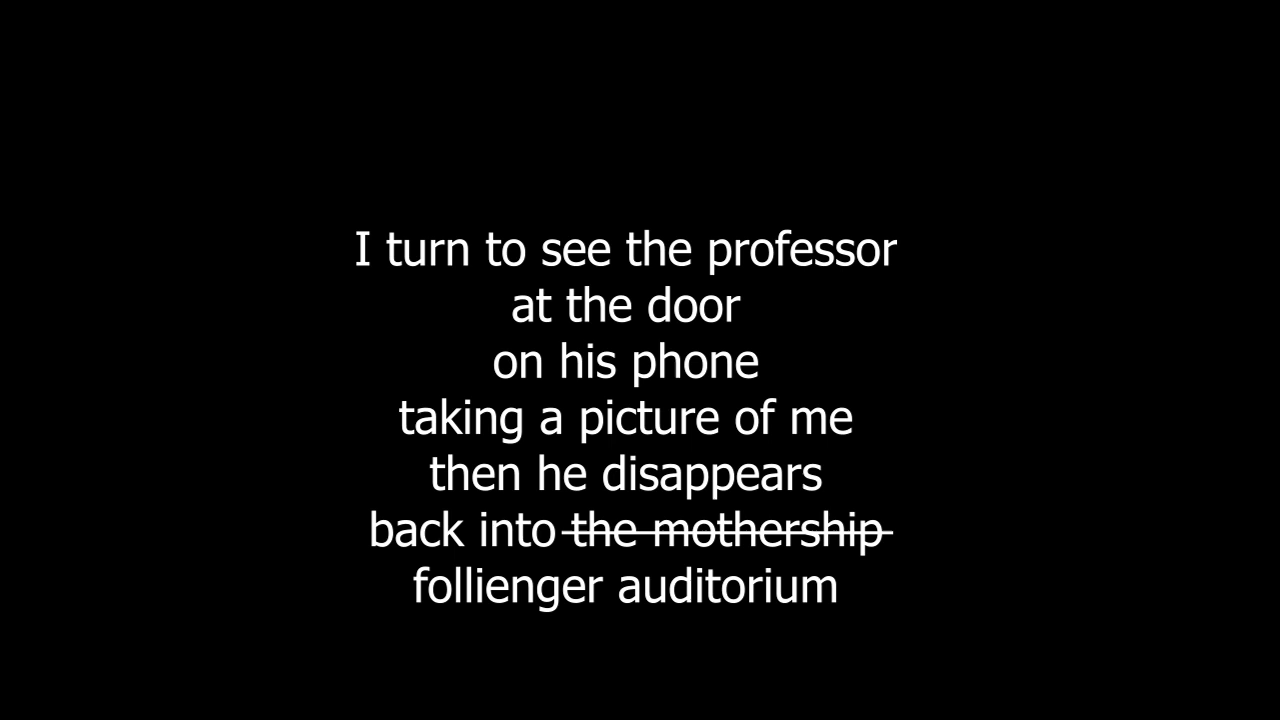 I turn to see the professor
at the door
on his phone
taking a picture of me
then he disappears
back into the mothership
follienger auditorium